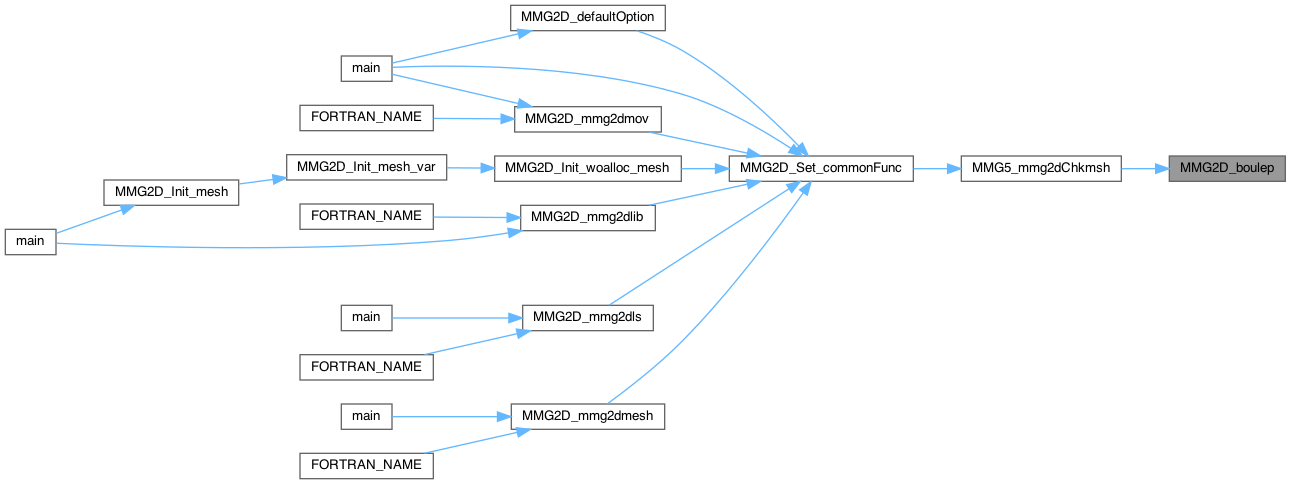 MMG2D_defaultOption
main
FORTRAN_NAME
MMG2D_mmg2dmov
MMG2D_Init_mesh_var
MMG2D_Init_woalloc_mesh
MMG2D_Set_commonFunc
MMG5_mmg2dChkmsh
MMG2D_boulep
MMG2D_Init_mesh
FORTRAN_NAME
MMG2D_mmg2dlib
main
main
MMG2D_mmg2dls
FORTRAN_NAME
main
MMG2D_mmg2dmesh
FORTRAN_NAME